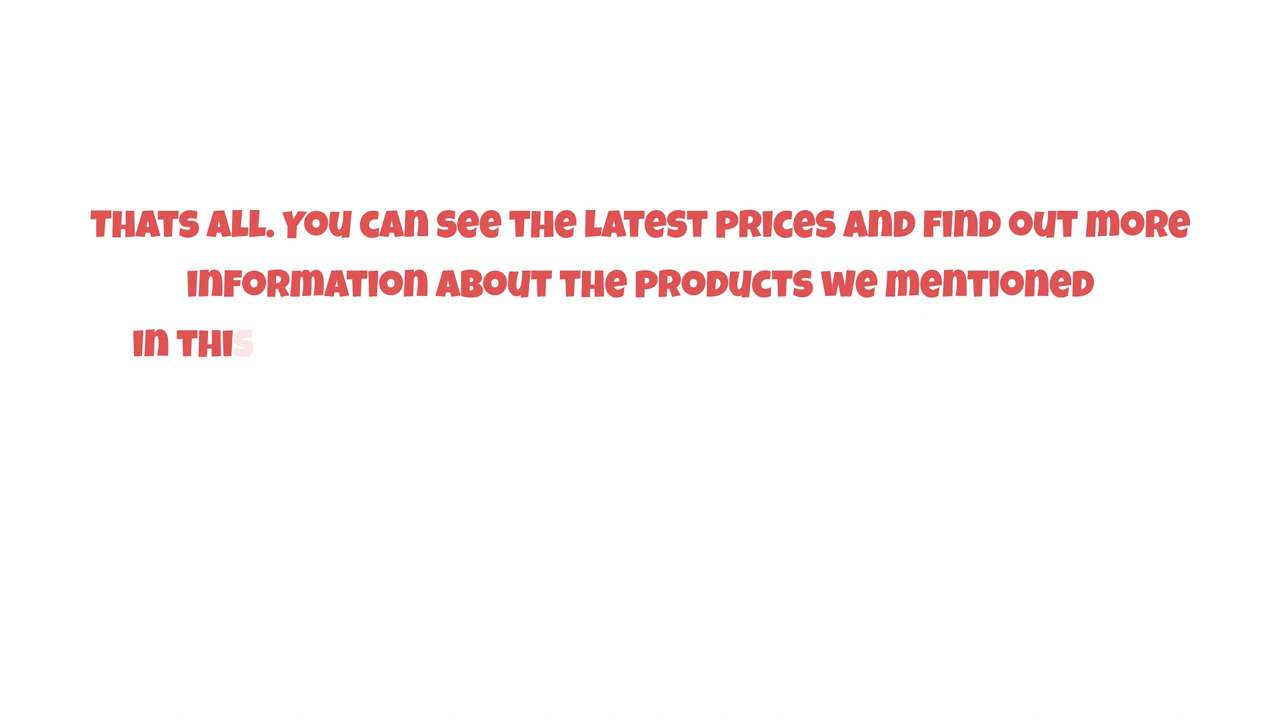 Thats all. You can see the latest prices and find out more
information about the products we mentioned
in this